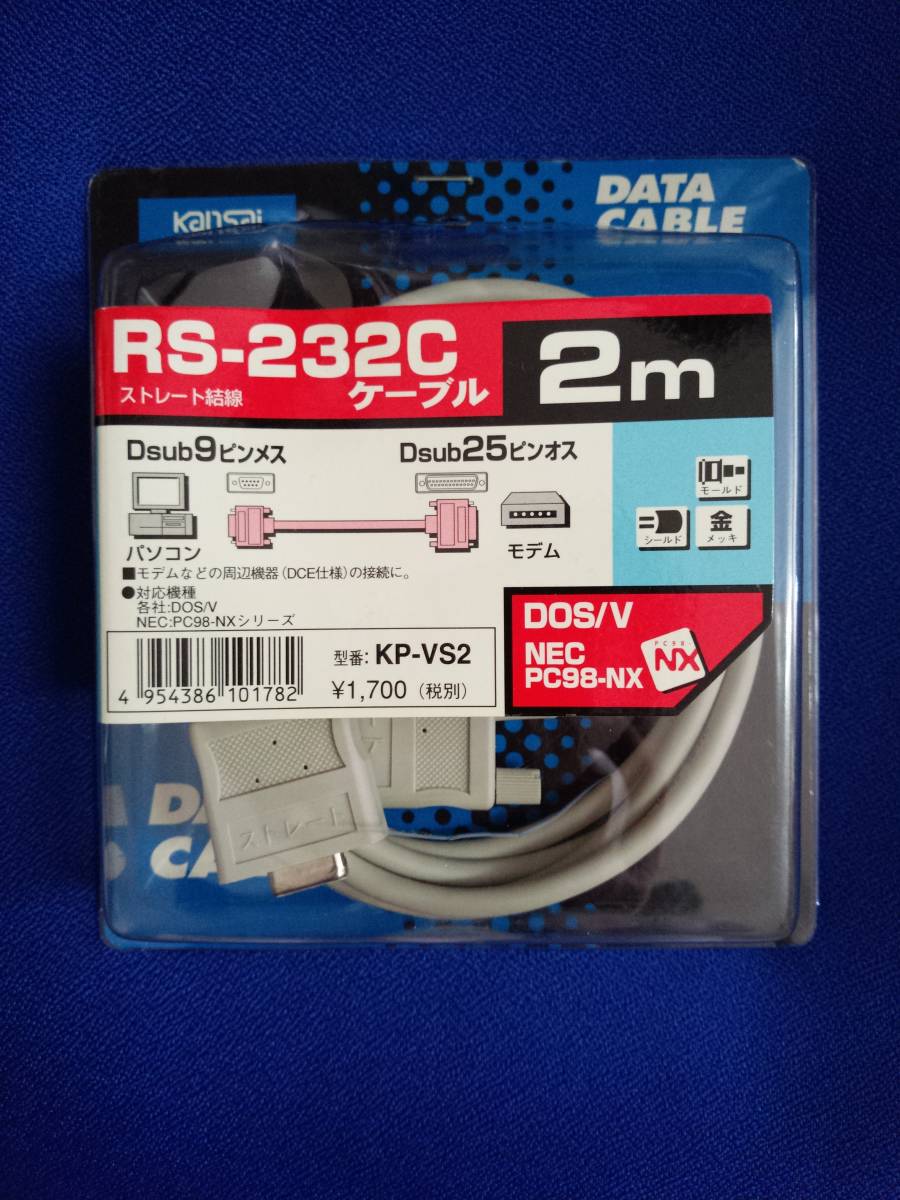 Kansai
DATA
CABLE
RS-232C
ストレート結線
ケーブル
2m
Dsub9ピンメス
Dsub25ピンオス
パソコン
モデム
モールド
シールド
金
メッキ
■モデムなどの周辺機器(DCE仕様)の接続に。
●対応機種
各社:DOS/V
NEC:PC98-NXシリーズ
DOS/V
NEC
PC98-NX
PC98
NX
型番: KP-VS2
¥1,700 (税別)
4 954386 101782
ストレート